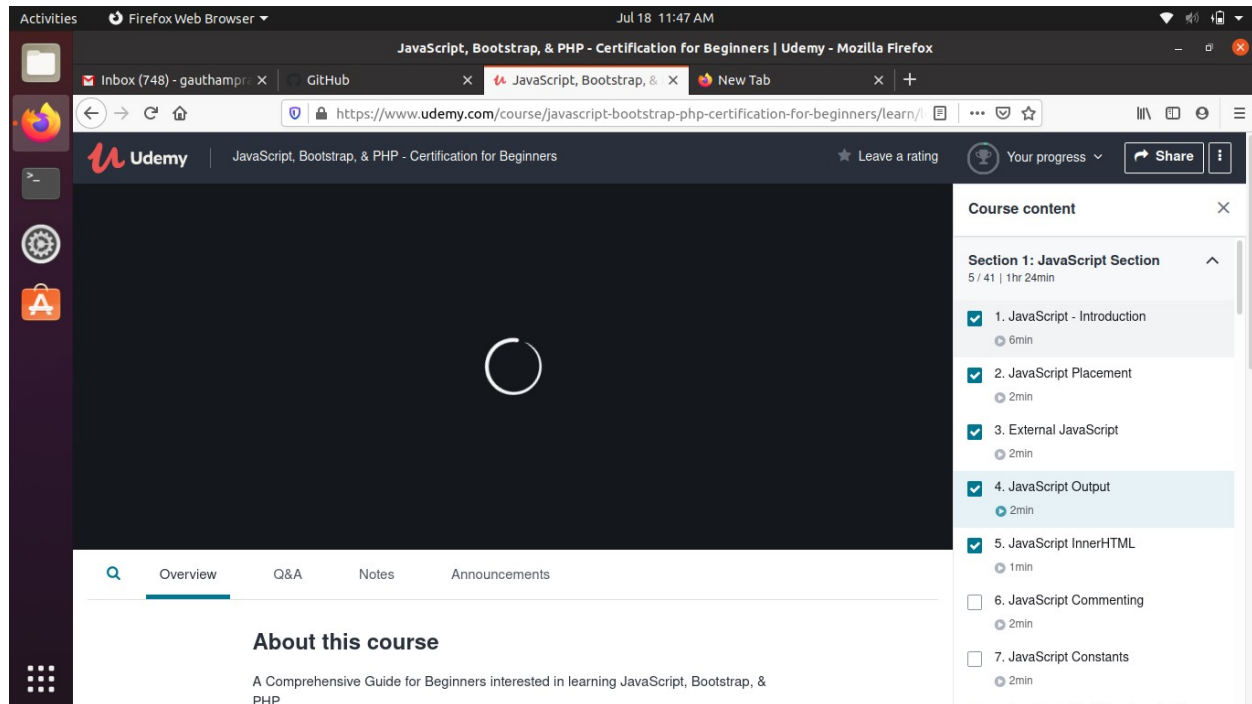 Activities Firefox Web Browser Jul 18 11:47 AM
JavaScript, Bootstrap, & PHP - Certification for Beginners | Udemy - Mozilla Firefox
Inbox (748) - gauthampra GitHub JavaScript, Bootstrap, & New Tab
https://www.udemy.com/course/javascript-bootstrap-php-certification-for-beginners/learn/
Udemy JavaScript, Bootstrap, & PHP - Certification for Beginners Leave a rating Your progress Share
Course content
Section 1: JavaScript Section
5 / 41 | 1hr 24min
1. JavaScript - Introduction
6min
2. JavaScript Placement
2min
3. External JavaScript
2min
4. JavaScript Output
2min
5. JavaScript InnerHTML
1min
6. JavaScript Commenting
2min
7. JavaScript Constants
2min
Overview Q&A Notes Announcements
About this course
A Comprehensive Guide for Beginners interested in learning JavaScript, Bootstrap, &
PHP